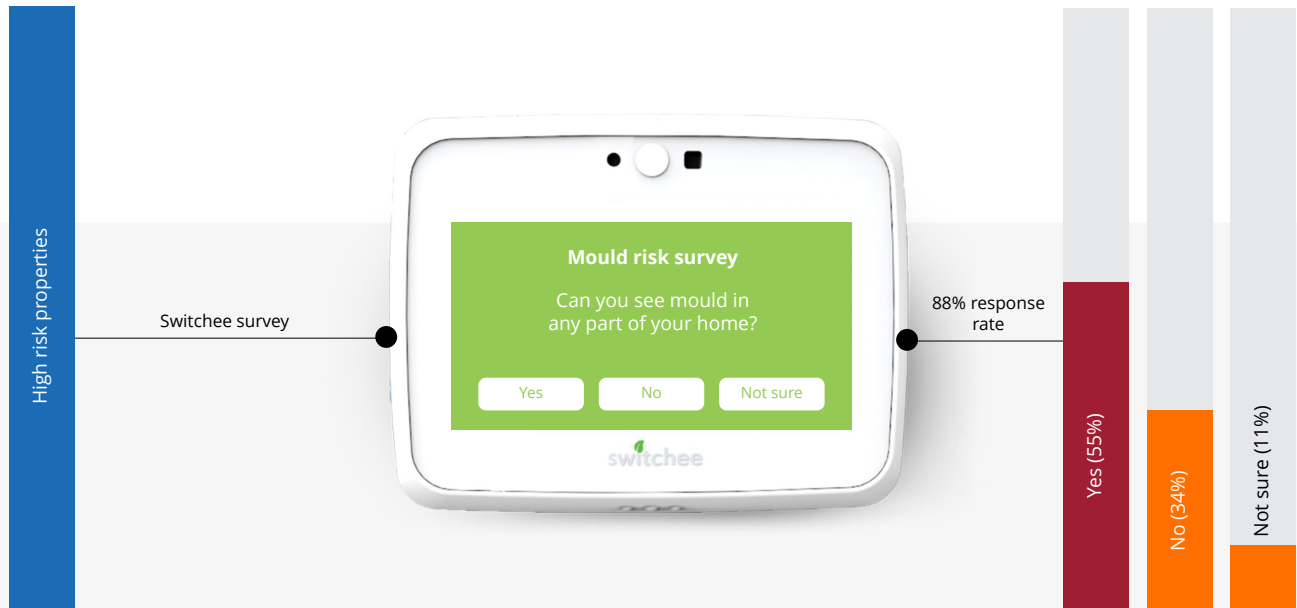 High risk properties
Switchee survey
Mould risk survey
Can you see mould in
any part of your home?
Yes
No
Not sure
switchee
88% response
rate
Yes (55%)
No (34%)
Not sure (11%)